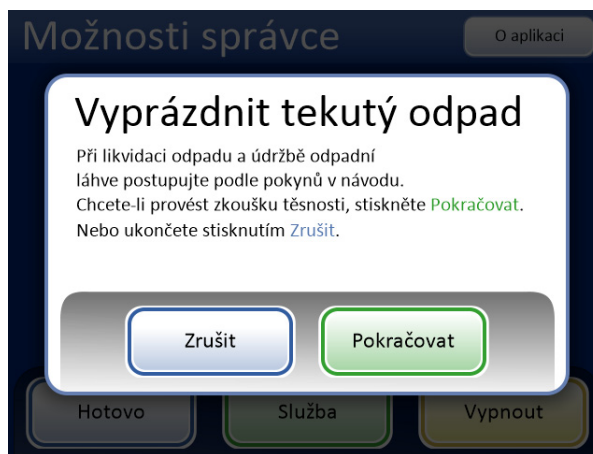 Možnosti správce
O aplikaci
Vyprázdnit tekutý odpad
Při likvidaci odpadu a údržbě odpadní
láhve postupujte podle pokynů v návodu.
Chcete-li provést zkoušku těsnosti, stiskněte Pokračovat.
Nebo ukončete stisknutím Zrušit.
Zrušit
Pokračovat
Hotovo
Služba
Vypnout